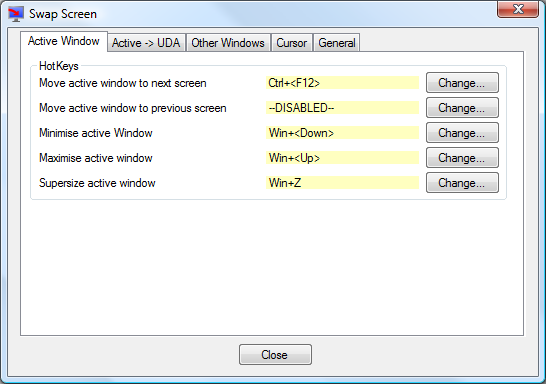 Swap Screen
Active Window Active -> UDA Other Windows Cursor General
HotKeys
Move active window to next screen Ctrl+<F12> Change...
Move active window to previous screen --DISABLED-- Change...
Minimise active Window Win+<Down> Change...
Maximise active window Win+<Up> Change...
Supersize active window Win+Z Change...
Close